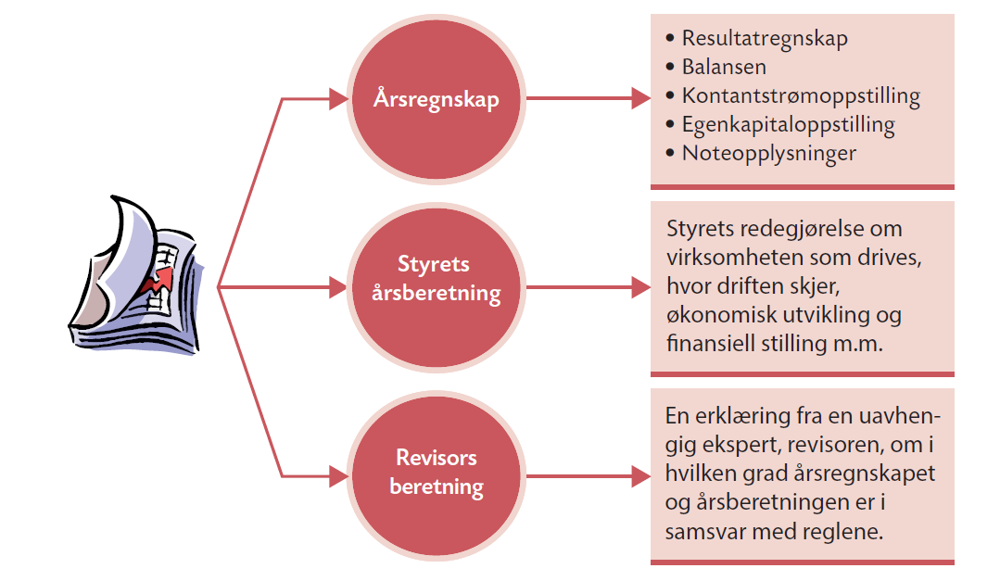 Årsregnskap
• Resultatregnskap
• Balansen
• Kontantstrømoppstilling
• Egenkapitaloppstilling
• Noteopplysninger
Styrets
årsberetning
Styrets redegjørelse om
virksomheten som drives,
hvor driften skjer,
økonomisk utvikling og
finansiell stilling m.m.
Revisors
beretning
En erklæring fra en uavhen-
gig ekspert, revisoren, om i
hvilken grad årsregnskapet
og årsberetningen er i
samsvar med reglene.